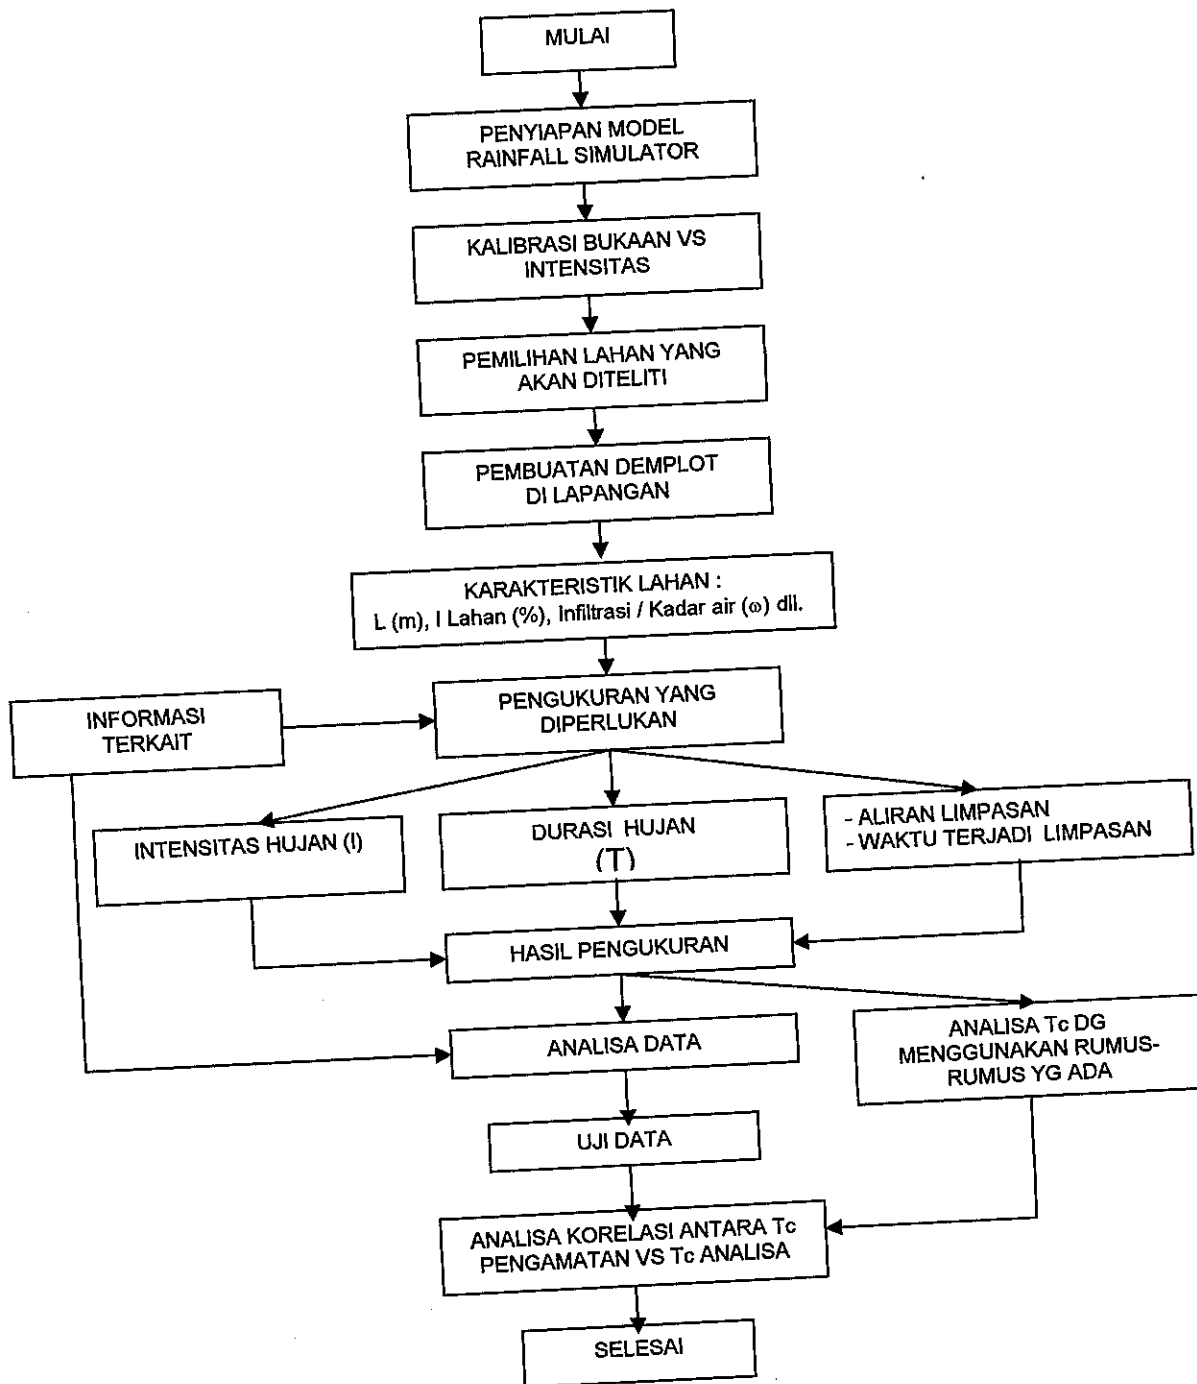 MULAI
PENYIAPAN MODEL
RAINFALL SIMULATOR
KALIBRASI BUKAAN VS
INTENSITAS
PEMILIHAN LAHAN YANG
AKAN DITELITI
PEMBUATAN DEMPLOT
DI LAPANGAN
KARAKTERISTIK LAHAN :
L (m), I Lahan (%), Infiltrasi / Kadar air (ω) dll.
INFORMASI
TERKAIT
PENGUKURAN YANG
DIPERLUKAN
INTENSITAS HUJAN (I)
DURASI HUJAN
(T)
- ALIRAN LIMPASAN
- WAKTU TERJADI LIMPASAN
HASIL PENGUKURAN
ANALISA DATA
ANALISA Tc DG
MENGGUNAKAN RUMUS-
RUMUS YG ADA
UJI DATA
ANALISA KORELASI ANTARA Tc
PENGAMATAN VS Tc ANALISA
SELESAI